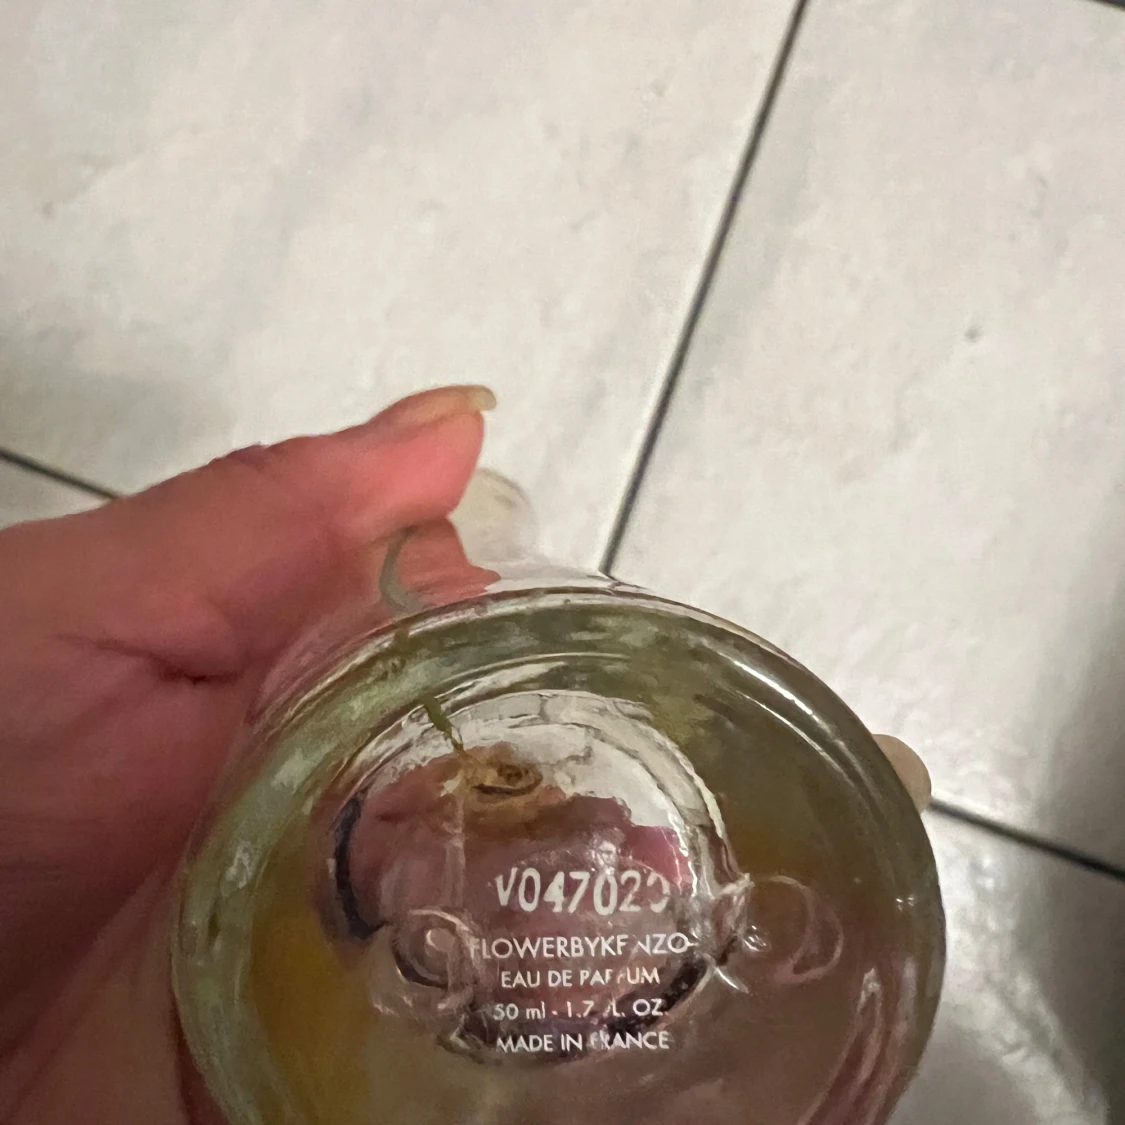 V047020
FLOWERBYKENZO
EAU DE PARFUM
50 ml - 1.7 FL. OZ.
MADE IN FRANCE